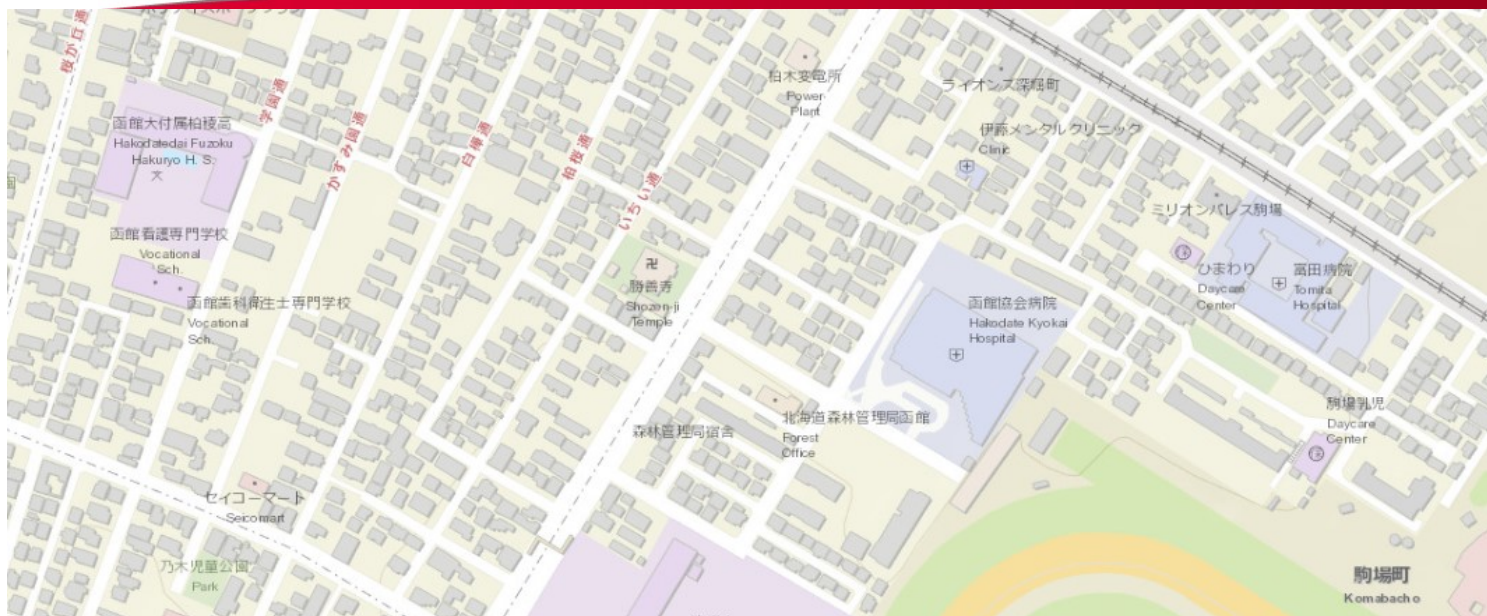 桜が丘通
学園通
かすみ園通
白樺通
柏桜通
いちい通
函館大付属柏稜高
Hakodatedai Fuzoku
Hakuryo H. S.
文
函館看護専門学校
Vocational
Sch.
函館歯科衛生士専門学校
Vocational
Sch.
柏木変電所
Power
Plant
ライオンズ深堀町
伊藤メンタルクリニック
Clinic
ミリオンパレス駒場
ひまわり
Daycare
Center
富田病院
Tomita
Hospital
卍
勝善寺
Shozen-ji
Temple
函館協会病院
Hakodate Kyokai
Hospital
北海道森林管理局函館
Forest
Office
森林管理局宿舎
駒場乳児
Daycare
Center
セイコーマート
Seicomart
乃木児童公園
Park
駒場町
Komabacho